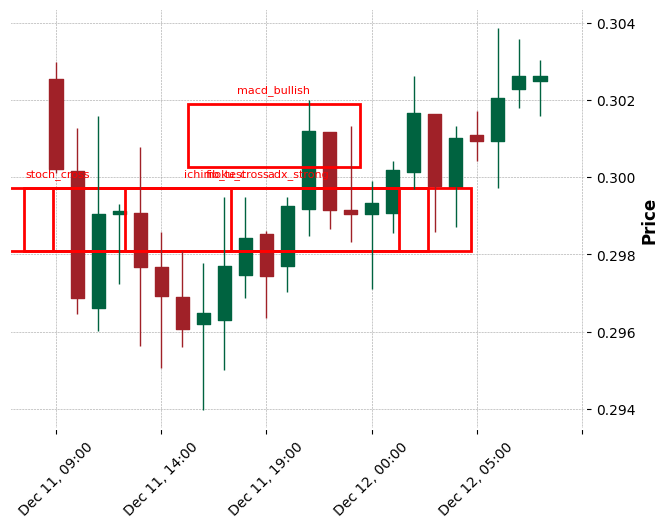 0.304
macd_bullish
0.302
stoch_cross
adx_strong
0.300
Price
0.298
0.296
0.294
Dec 11, 09:00
Dec 11, 14:00
Dec 11, 19:00
Dec 12, 00:00
Dec 12, 05:00